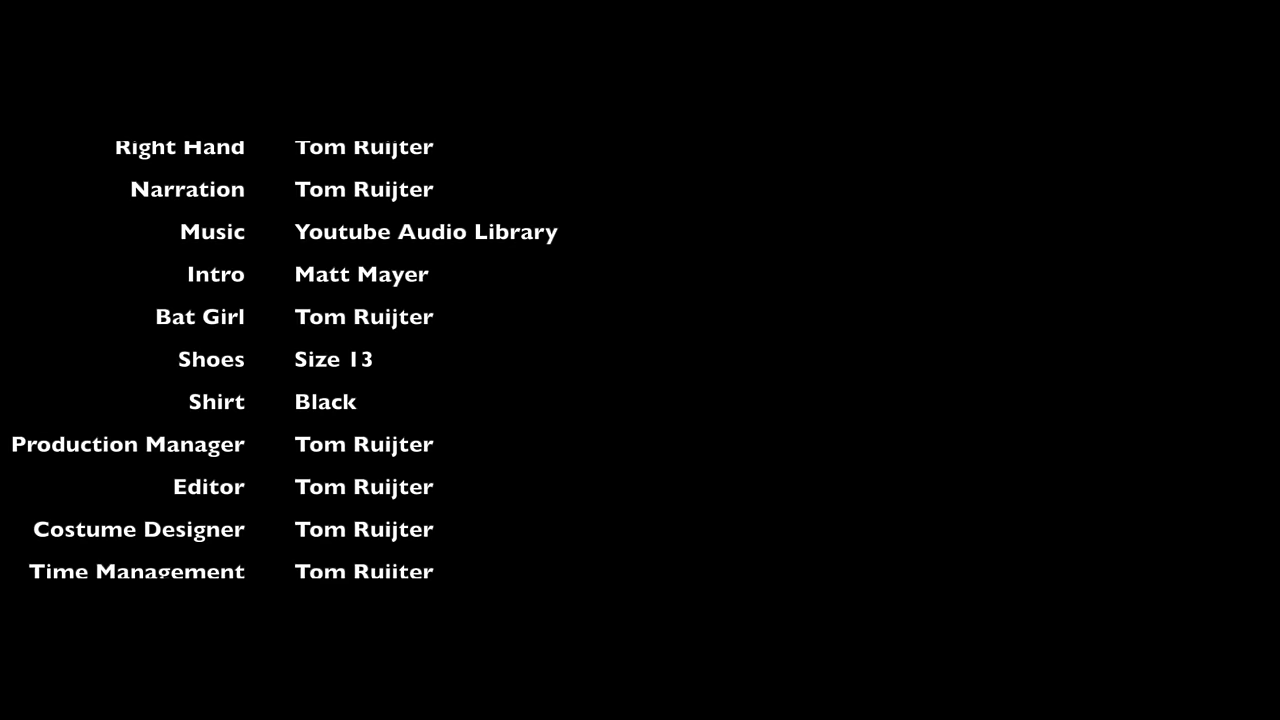 Right Hand Tom Ruijter
Narration Tom Ruijter
Music Youtube Audio Library
Intro Matt Mayer
Bat Girl Tom Ruijter
Shoes Size 13
Shirt Black
Production Manager Tom Ruijter
Editor Tom Ruijter
Costume Designer Tom Ruijter
Time Management Tom Ruijter